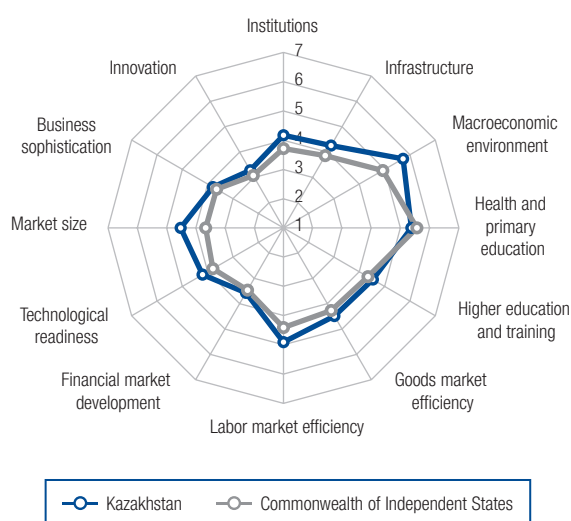 Institutions
7
6
5
4
3
2
1
Infrastructure
Macroeconomic
environment
Health and
primary
education
Higher education
and training
Goods market
efficiency
Labor market efficiency
Financial market
development
Technological
readiness
Market size
Business
sophistication
Innovation
Kazakhstan
Commonwealth of Independent States